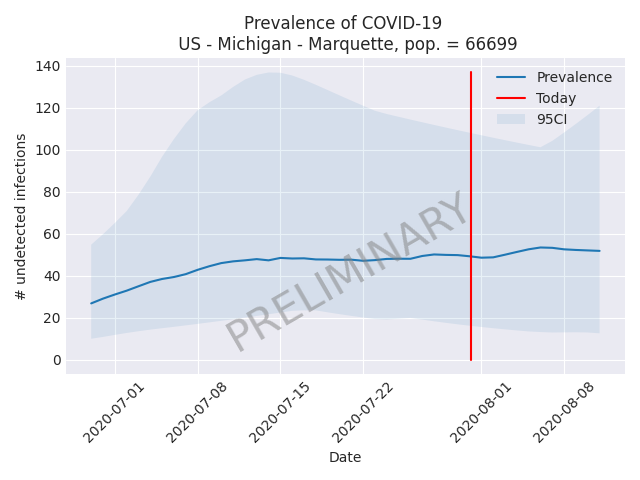 Prevalence of COVID-19
US - Michigan - Marquette, pop. = 66699
140
120
100
80
60
40
20
0
# undetected infections
Prevalence
Today
95CI
PRELIMINARY
2020-07-01
2020-07-08
2020-07-15
2020-07-22
2020-08-01
2020-08-08
Date